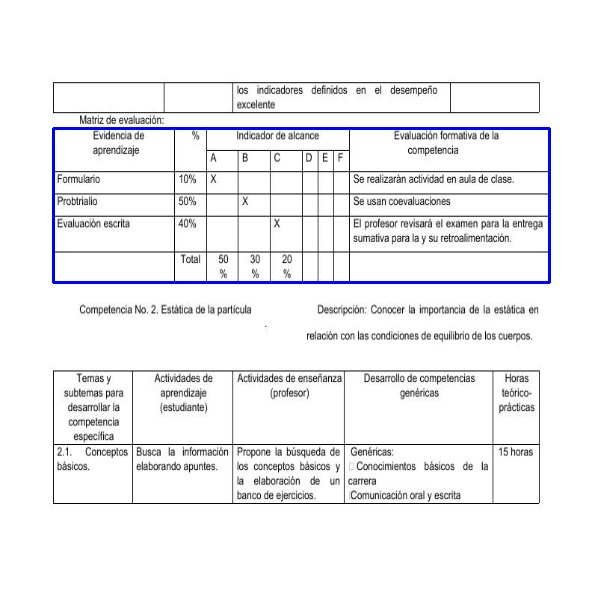 los indicadores definidos en el desempeño
excelente
Matriz de evaluación:
Evidencia de
aprendizaje
%
Indicador de alcance
Evaluación formativa de la
competencia
A B C D E F
Formulario 10% X Se realizarán actividad en aula de clase.
Probtrialio 50% X Se usan coevaluaciones
Evaluación escrita 40% X El profesor revisará el examen para la entrega
sumativa para la y su retroalimentación.
Total 50 30 20
% % %
Competencia No. 2. Estática de la partícula
.
Descripción: Conocer la importancia de la estática en
relación con las condiciones de equilibrio de los cuerpos.
Temas y
subtemas para
desarrollar la
competencia
específica
Actividades de
aprendizaje
(estudiante)
Actividades de enseñanza
(profesor)
Desarrollo de competencias
genéricas
Horas
teórico-
prácticas
2.1. Conceptos
básicos.
Busca la información
elaborando apuntes.
Propone la búsqueda de
los conceptos básicos y
la elaboración de un
banco de ejercicios.
Genéricas:
Conocimientos básicos de la
carrera
Comunicación oral y escrita
15 horas